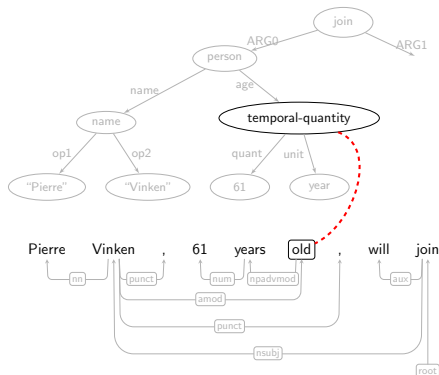 join
ARG0 ARG1
person
name age
name temporal-quantity
op1 op2 quant unit
“Pierre” “Vinken” 61 year
Pierre Vinken , 61 years old , will join
nn punct num npadvmod aux
amod
punct
nsubj
root